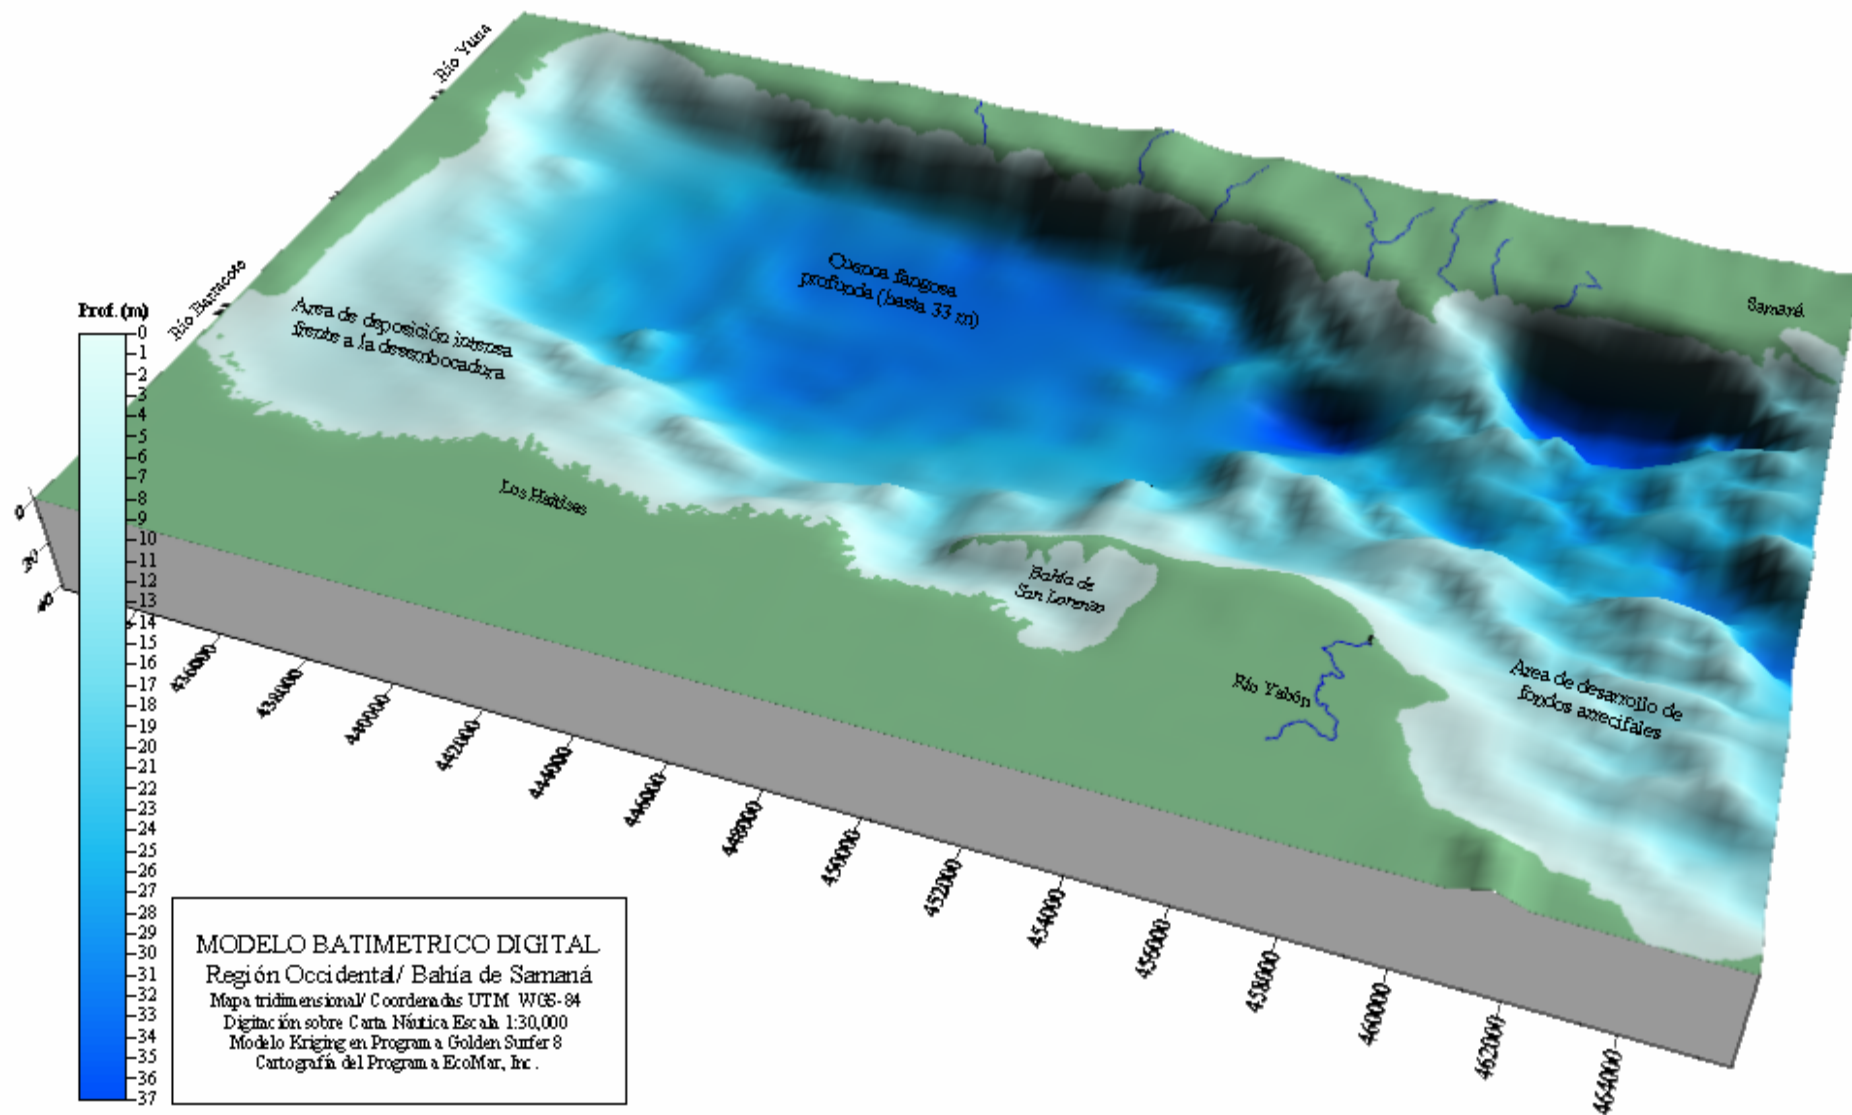 Río Yuna
Río Barracote
Prof. (m)
Area de deposición intensa
frente a la desembocadura
Cuenca fangosa
profunda (hasta 33 m)
Samaná
Los Haitises
Bahía de
San Lorenzo
Río Yabón
Area de desarrollo de
fondos arrecifales
0
1
2
3
4
5
6
7
8
9
10
11
12
13
14
15
16
17
18
19
20
21
22
23
24
25
26
27
28
29
30
31
32
33
34
35
36
37
0
20
40
436000
438000
440000
442000
444000
446000
448000
450000
452000
454000
456000
458000
460000
462000
464000
MODELO BATIMETRICO DIGITAL
Región Occidental/ Bahía de Samaná
Mapa tridimensional/ Coordenadas UTM WGS-84
Digitación sobre Carta Náutica Escala 1:30,000
Modelo Kriging en Programa Golden Surfer 8
Cartografía del Programa EcoMar, Inc.